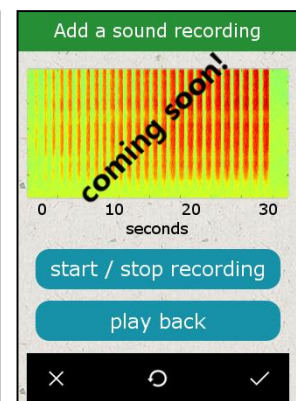 Add a sound recording
coming soon!
0 10 20 30
seconds
start / stop recording
play back